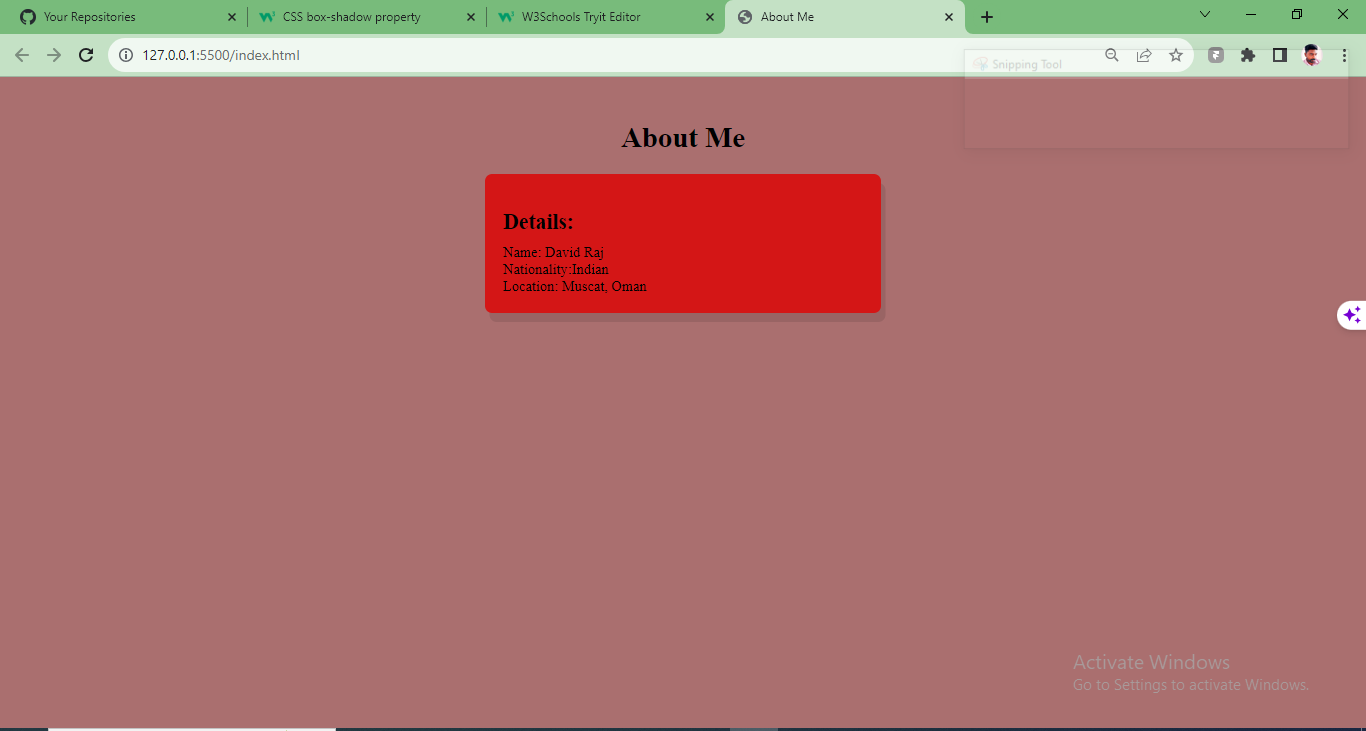 Your Repositories
CSS box-shadow property
W3Schools Tryit Editor
About Me
127.0.0.1:5500/index.html
Snipping Tool
About Me
Details:
Name: David Raj
Nationality:Indian
Location: Muscat, Oman
Activate Windows
Go to Settings to activate Windows.